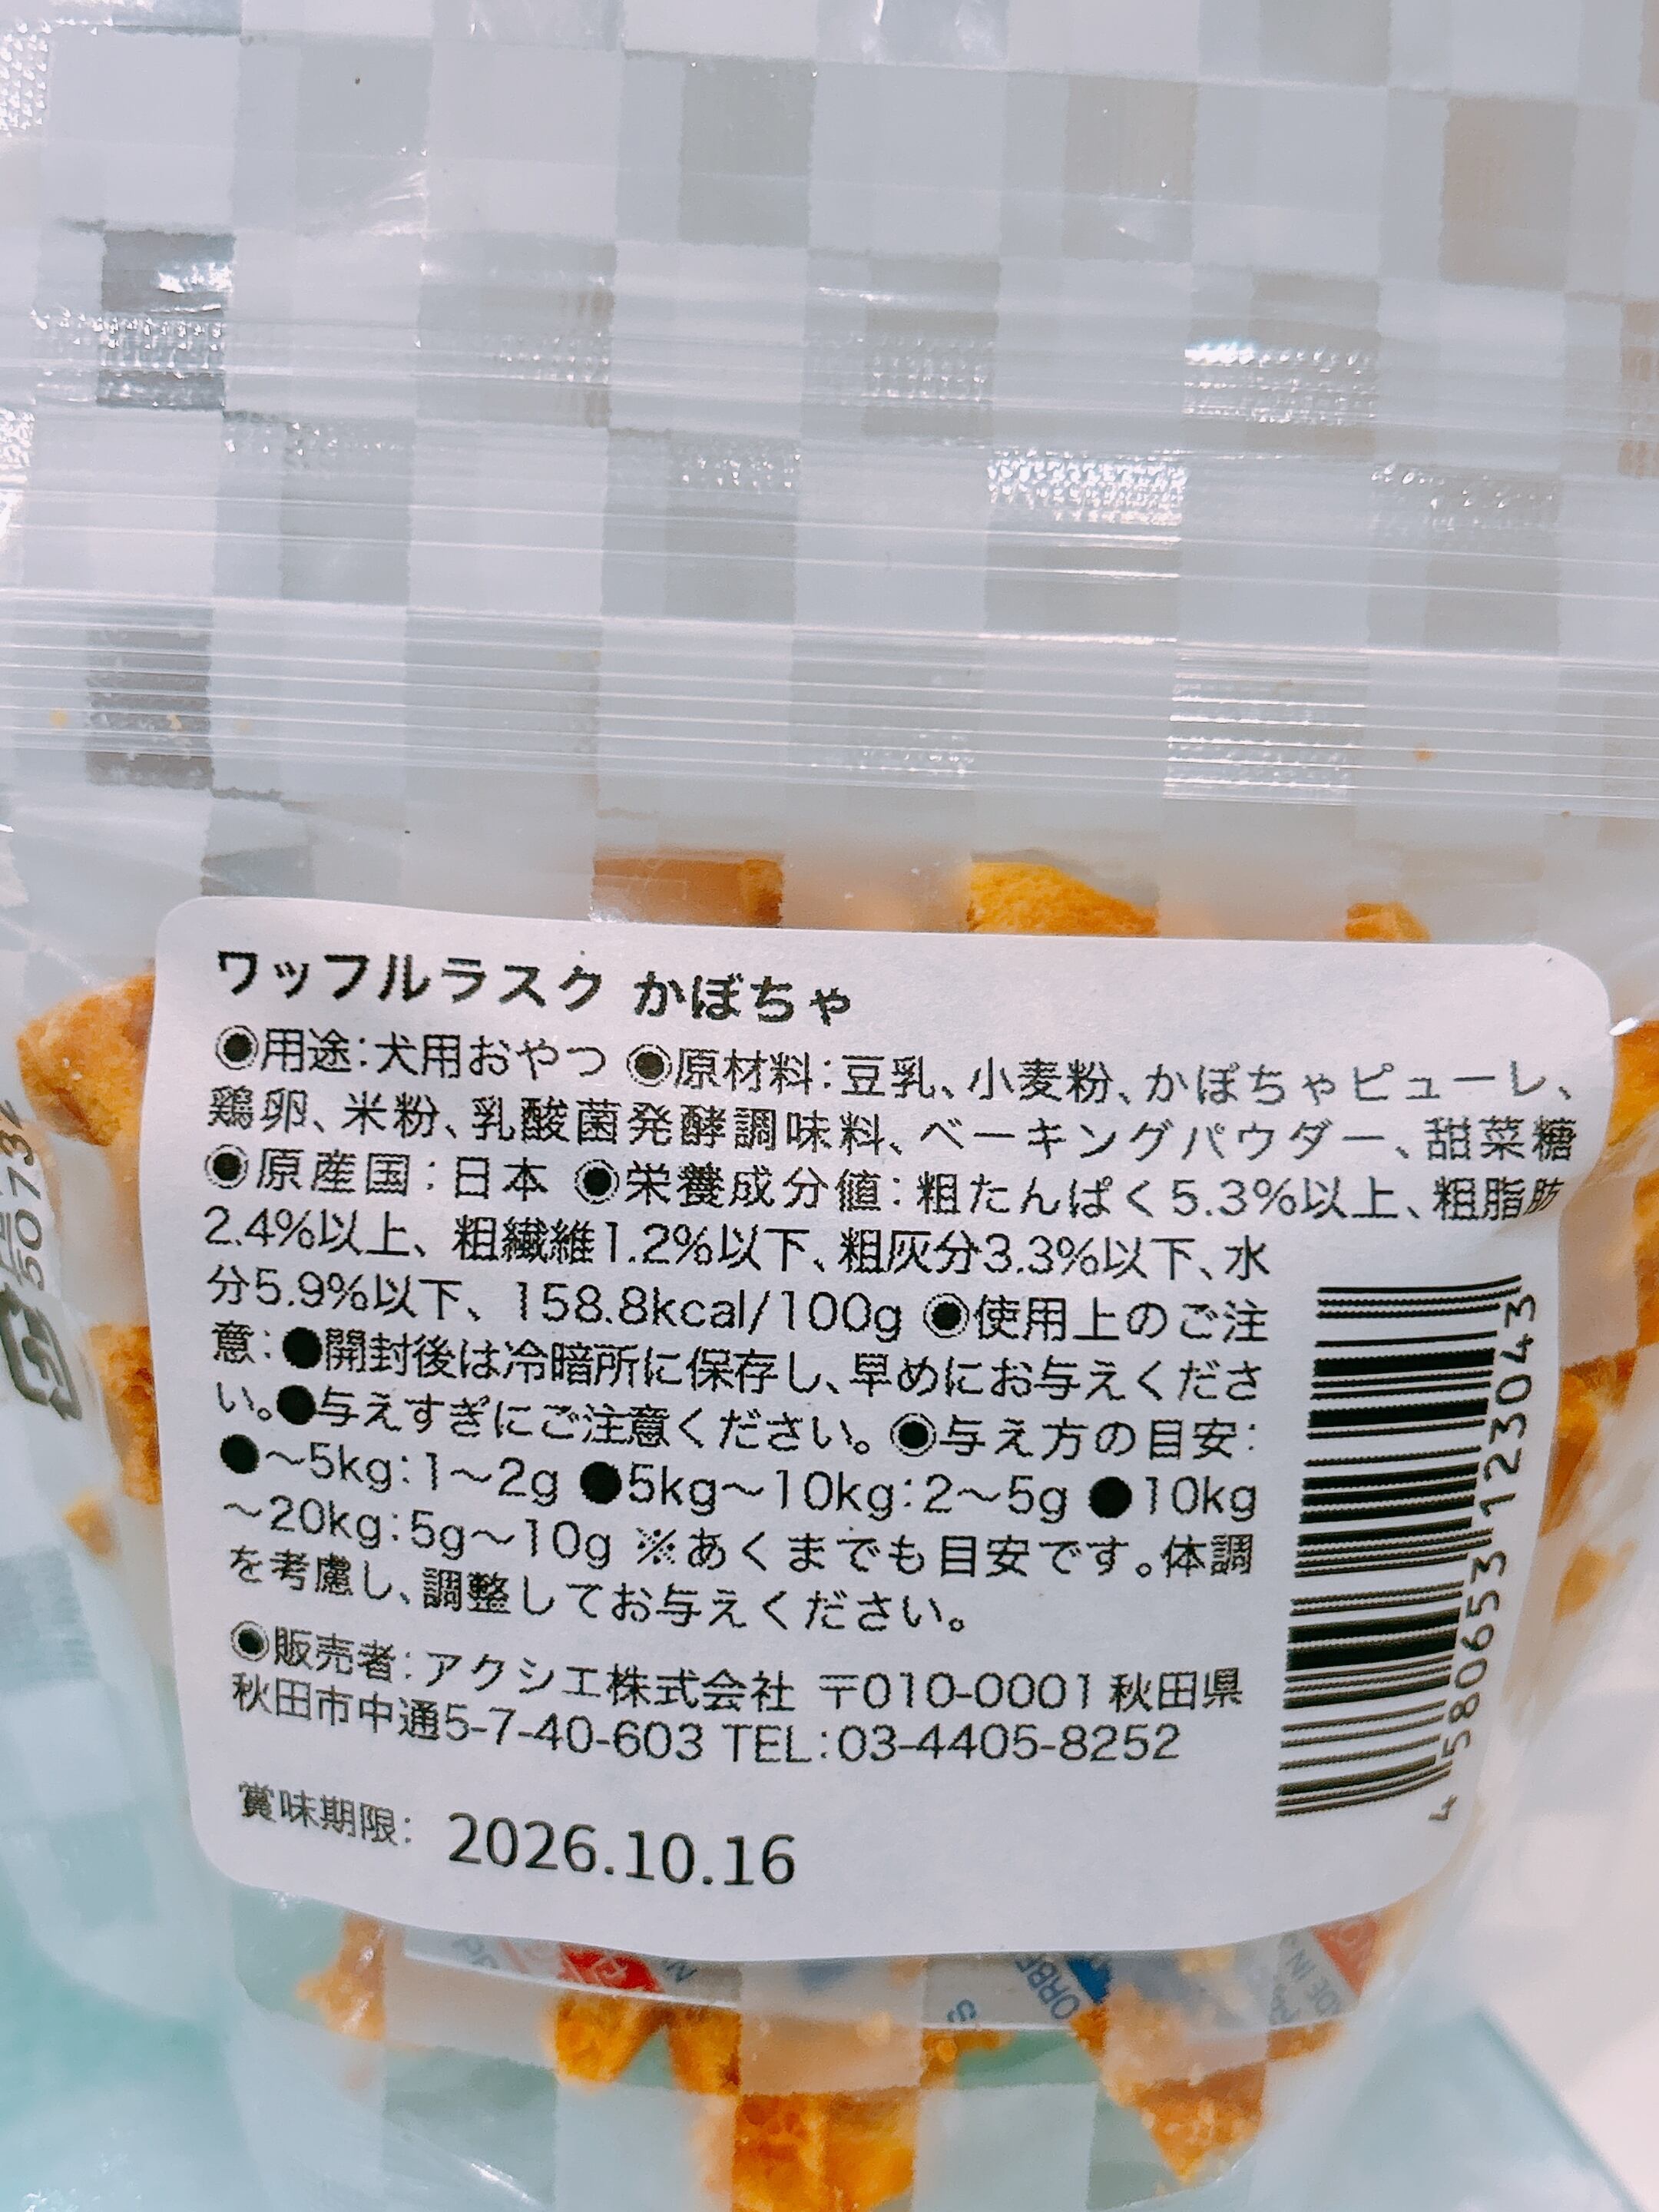 ワッフルラスク かぼちゃ
◉用途:犬用おやつ ◉原材料:豆乳、小麦粉、かぼちゃピューレ、
鶏卵、米粉、乳酸菌発酵調味料、ベーキングパウダー、甜菜糖
◉原産国:日本 ◉栄養成分値:粗たんぱく5.3%以上、粗脂肪
2.4%以上、粗繊維1.2%以下、粗灰分3.3%以下、水
分5.9%以下、158.8kcal/100g ◉使用上のご注
意:●開封後は冷暗所に保存し、早めにお与えくださ
い。●与えすぎにご注意ください。◉与え方の目安:
●〜5kg:1〜2g ●5kg〜10kg:2〜5g ●10kg
〜20kg:5g〜10g ※あくまでも目安です。体調
を考慮し、調整してお与えください。
◉販売者:アクシエ株式会社 〒010-0001秋田県
秋田市中通5-7-40-603 TEL:03-4405-8252
賞味期限: 2026.10.16
4 580653 123043
5073